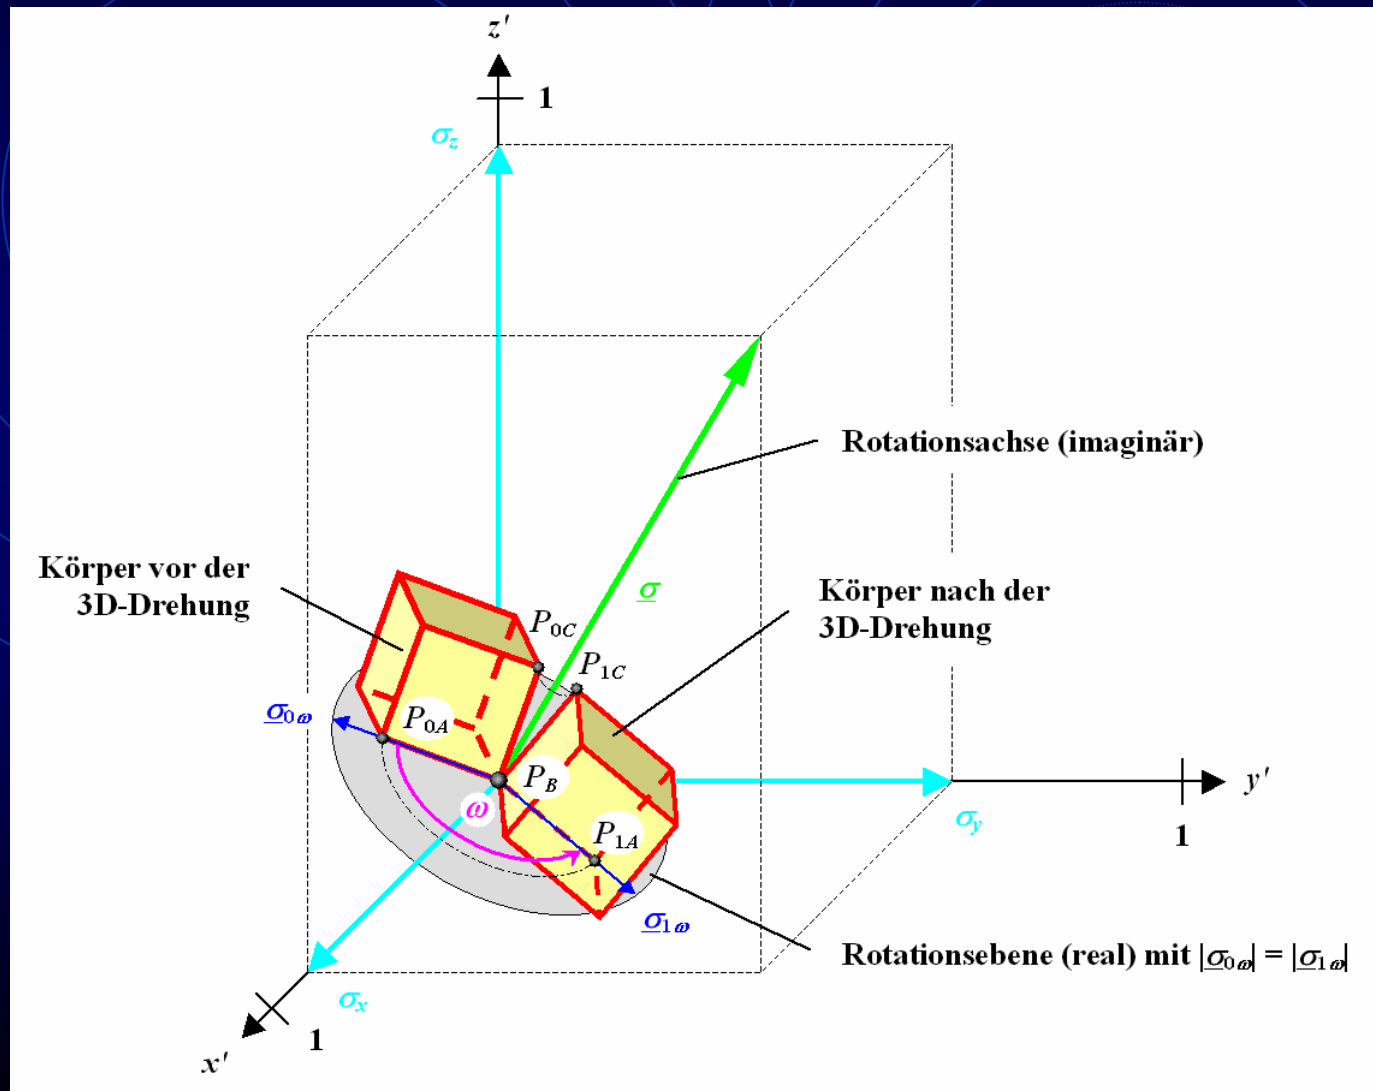 z'
1
σz
Rotationsachse (imaginär)
Körper vor der
3D-Drehung
σ
Körper nach der
3D-Drehung
P0C
P1C
σ0ω
P0A
PB
ω
P1A
σy
1
y'
σ1ω
Rotationsebene (real) mit |σ0ω| = |σ1ω|
σx
1
x'